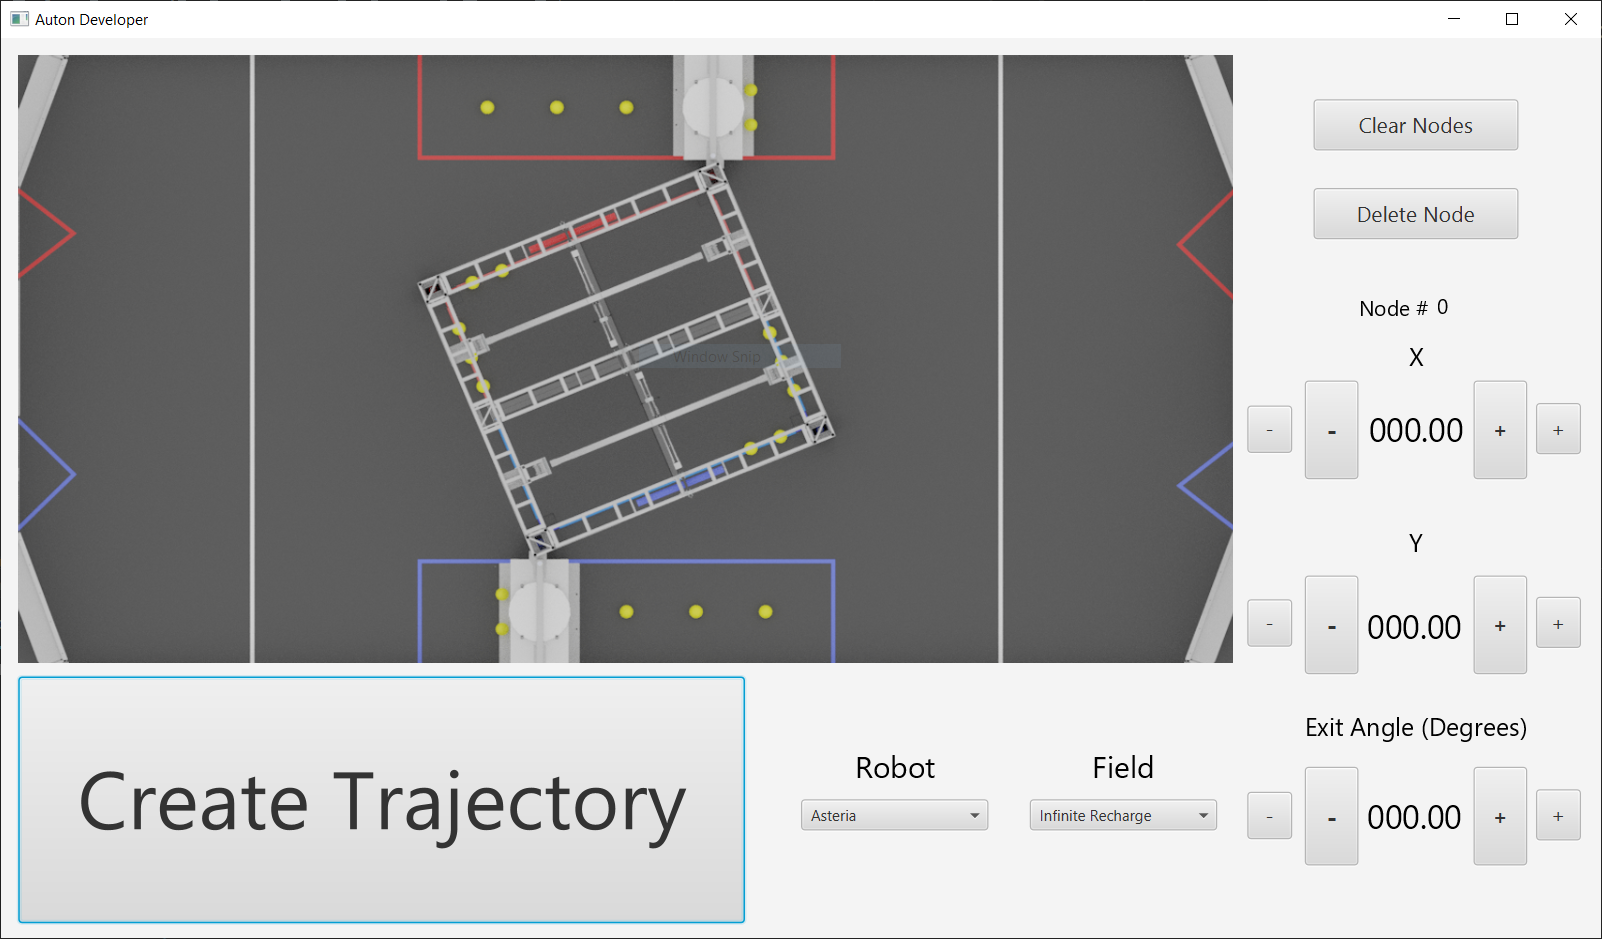 Auton Developer
Clear Nodes
Delete Node
Node # 0
X
- - 000.00 + +
Window Snip
Y
- - 000.00 + +
Exit Angle (Degrees)
- - 000.00 + +
Create Trajectory
Robot
Asteria
Field
Infinite Recharge